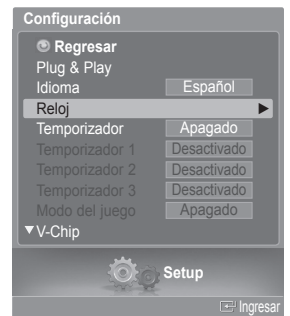 Configuración
Regresar
Plug & Play
Idioma Español
Reloj
Temporizador Apagado
Temporizador 1 Desactivado
Temporizador 2 Desactivado
Temporizador 3 Desactivado
Modo del juego Apagado
▼V-Chip
Setup
Ingresar